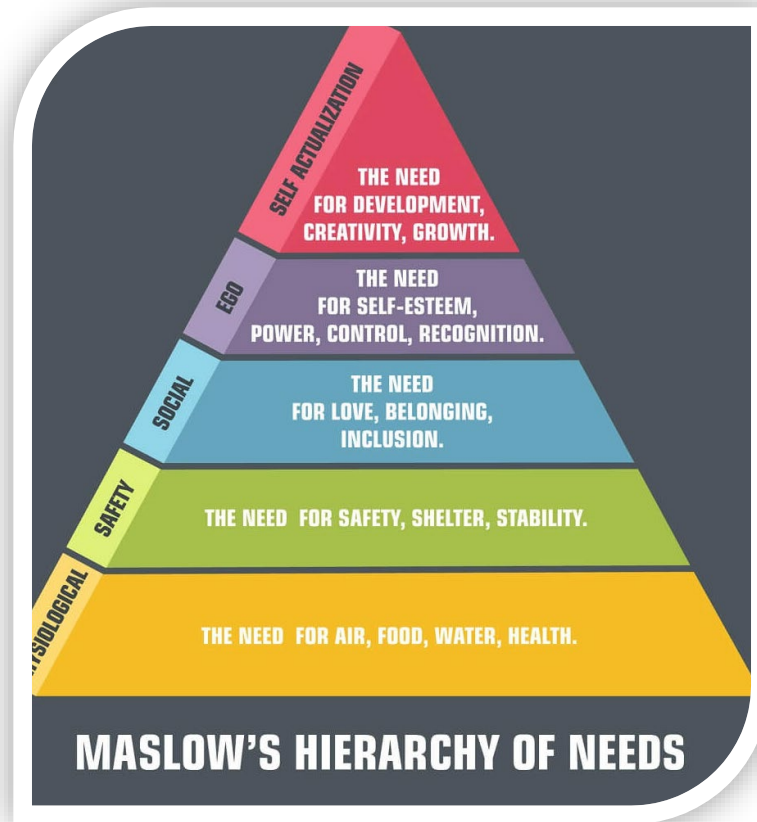 SELF ACTUALIZATION
THE NEED
FOR DEVELOPMENT,
CREATIVITY, GROWTH.
EGO
THE NEED
FOR SELF-ESTEEM,
POWER, CONTROL, RECOGNITION.
SOCIAL
THE NEED
FOR LOVE, BELONGING,
INCLUSION.
SAFETY
THE NEED FOR SAFETY, SHELTER, STABILITY.
YSIOLOGICAL
THE NEED FOR AIR, FOOD, WATER, HEALTH.
MASLOW'S HIERARCHY OF NEEDS